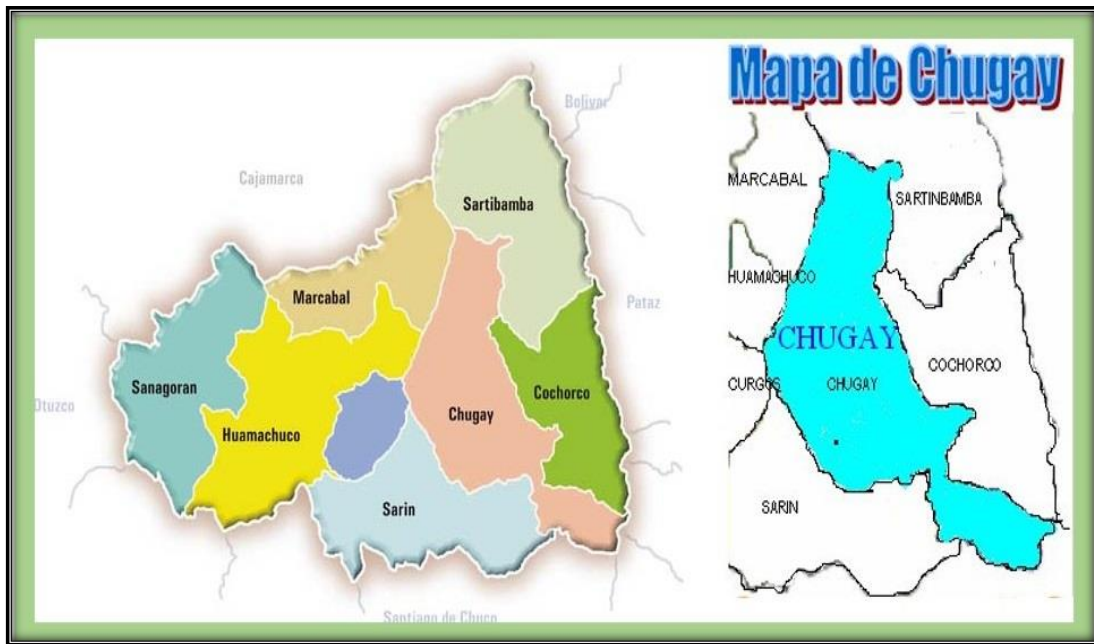 Bolivar
Cajamarca
Sartibamba
Marcabal
Pataz
Sanagoran
Otuzco
Cochorco
Chugay
Huamachuco
Sarin
Santiago de Chuco
Mapa de Chugay
MARCABAL
SARTINBAMBA
HUAMACHUCO
CHUGAY
COCHORCO
CURGOS
CHUGAY
SARIN